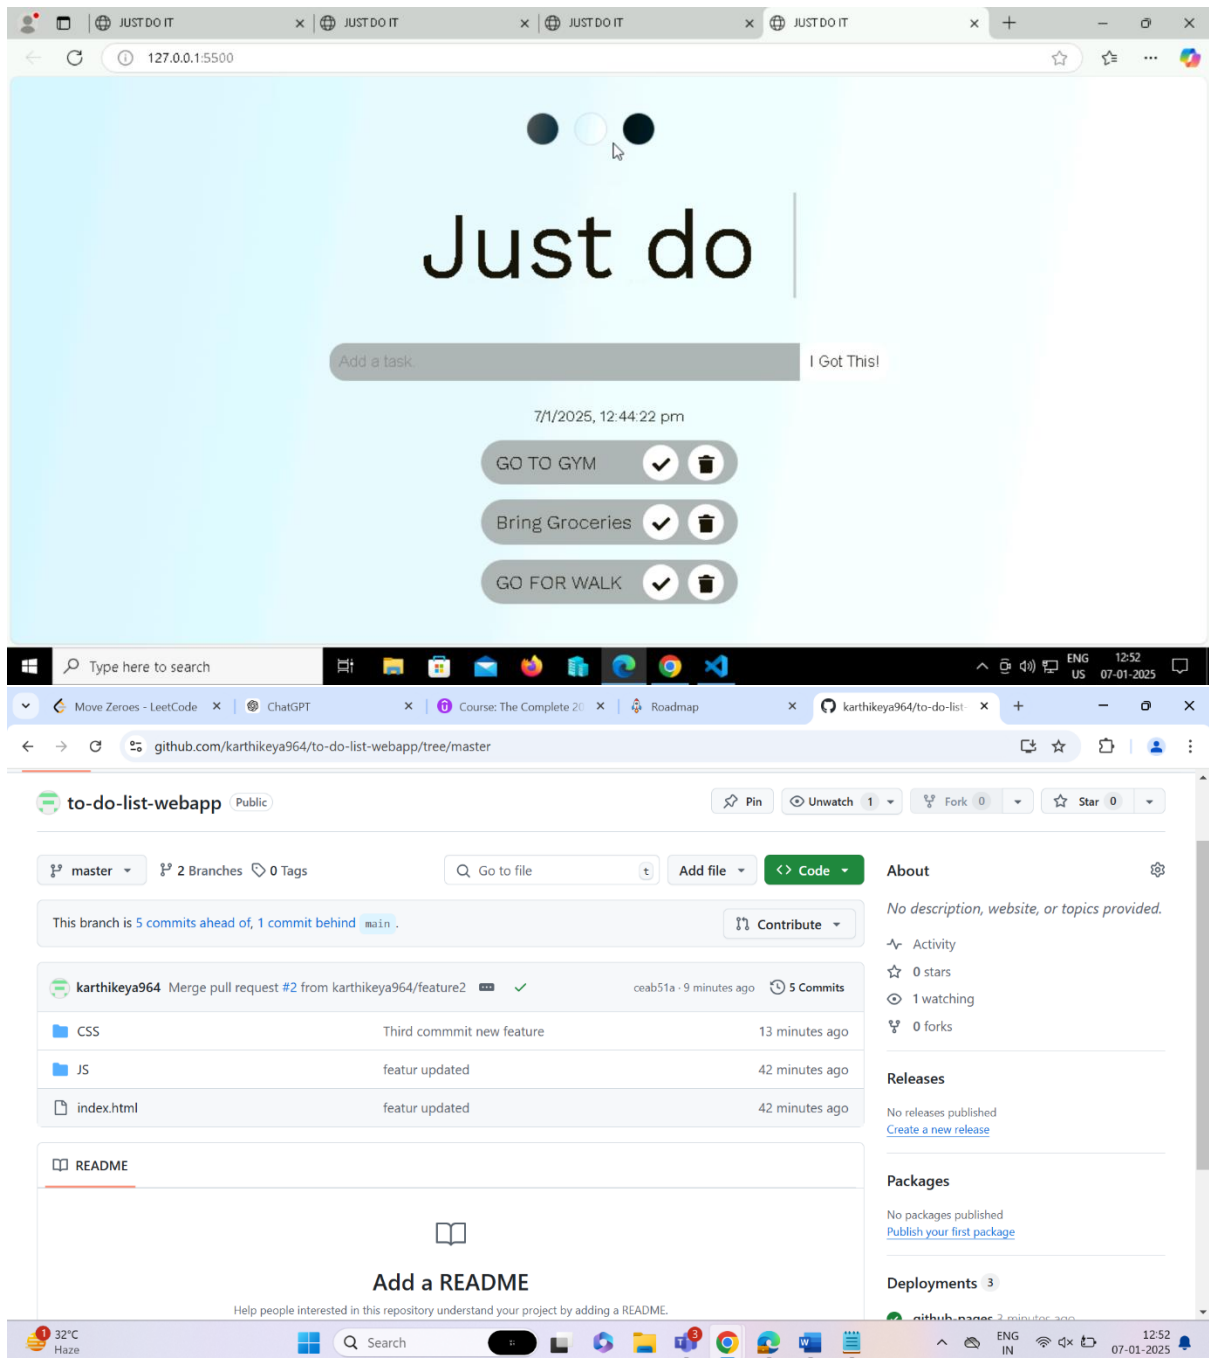 JUST DO IT
JUST DO IT
JUST DO IT
JUST DO IT
127.0.0.1:5500
Just do
Add a task.
I Got This!
7/1/2025, 12:44:22 pm
GO TO GYM
Bring Groceries
GO FOR WALK
Type here to search
ENG
US
12:52
07-01-2025
Move Zeroes - LeetCode
ChatGPT
Course: The Complete 20
Roadmap
karthikeya964/to-do-list-
github.com/karthikeya964/to-do-list-webapp/tree/master
to-do-list-webapp Public
Pin
Unwatch 1
Fork 0
Star 0
master
2 Branches
0 Tags
Go to file
t
Add file
Code
This branch is 5 commits ahead of, 1 commit behind main .
Contribute
karthikeya964 Merge pull request #2 from karthikeya964/feature2
ceab51a · 9 minutes ago
5 Commits
CSS
Third commmit new feature
13 minutes ago
JS
featur updated
42 minutes ago
index.html
featur updated
42 minutes ago
README
Add a README
Help people interested in this repository understand your project by adding a README.
About
No description, website, or topics provided.
Activity
0 stars
1 watching
0 forks
Releases
No releases published
Create a new release
Packages
No packages published
Publish your first package
Deployments 3
github-pages 3 minutes ago
1
32°C
Haze
Search
3
ENG
IN
12:52
07-01-2025